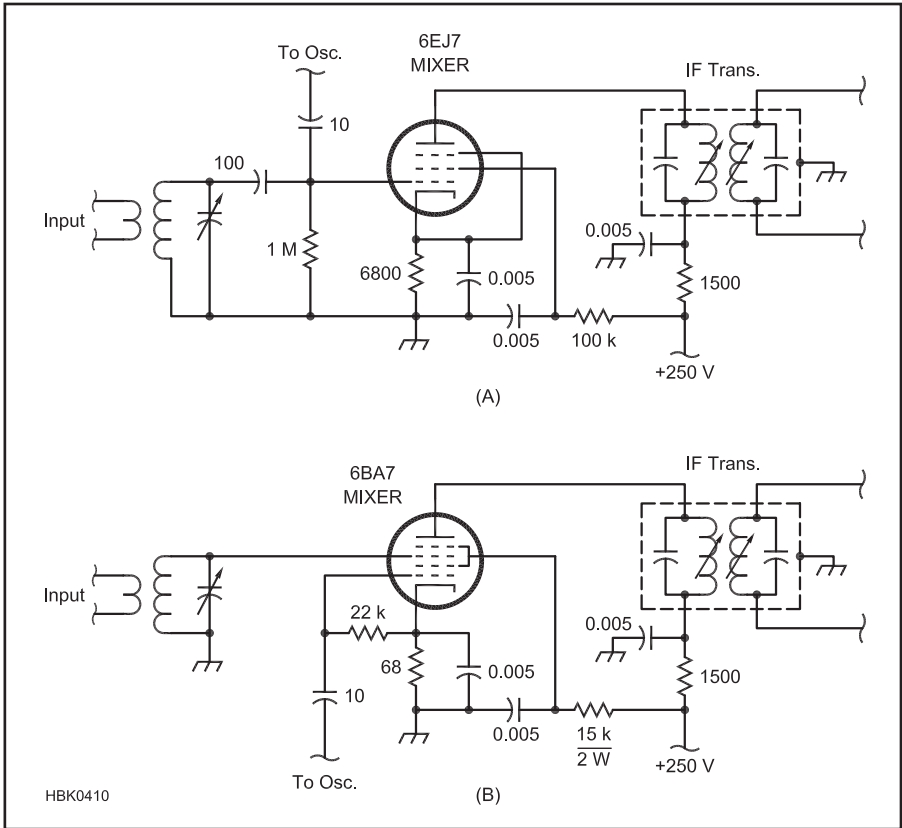 To Osc.
6EJ7
MIXER
IF Trans.
10
100
Input
1 M
6800
0.005
0.005
0.005
1500
100 k
+250 V
(A)
6BA7
MIXER
IF Trans.
Input
22 k
68
0.005
0.005
0.005
1500
10
15 k
2 W
+250 V
To Osc.
(B)
HBK0410